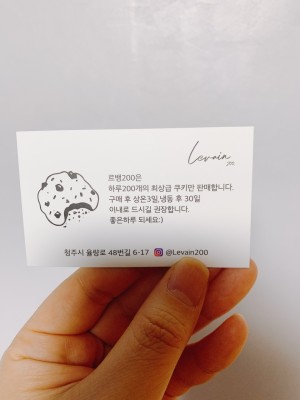 Levain
200
르뱅200은
하루200개의 최상급 쿠키만 판매합니다.
구매 후 상온3일,냉동 후 30일
이내로 드시길 권장합니다.
좋은하루 되세요:)
청주시 율량로 48번길 6-17 @Levain200